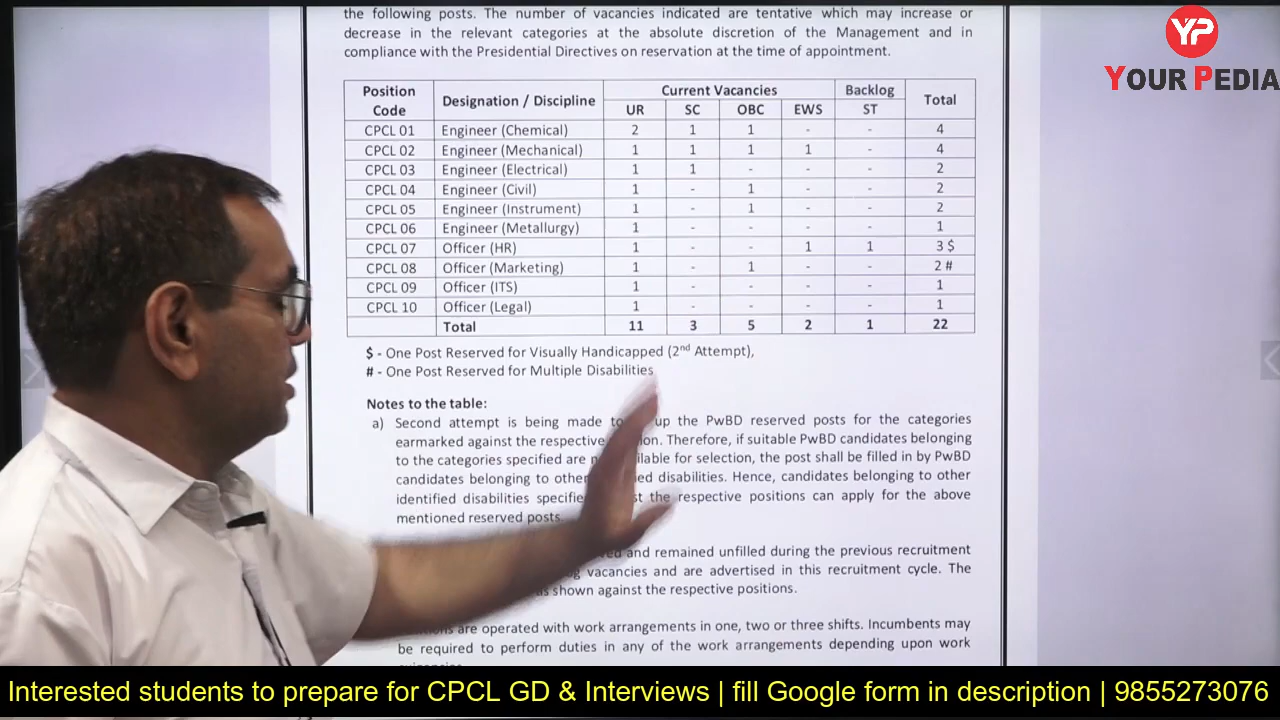 the following posts. The number of vacancies indicated are tentative which may increase or
decrease in the relevant categories at the absolute discretion of the Management and in
compliance with the Presidential Directives on reservation at the time of appointment.
YP
YOUR PEDIA
Position Code Designation / Discipline Current Vacancies Backlog Total
UR SC OBC EWS ST
CPCL 01 Engineer (Chemical) 2 1 1 - - 4
CPCL 02 Engineer (Mechanical) 1 1 1 1 - 4
CPCL 03 Engineer (Electrical) 1 1 - - - 2
CPCL 04 Engineer (Civil) 1 - 1 - - 2
CPCL 05 Engineer (Instrument) 1 - 1 - - 2
CPCL 06 Engineer (Metallurgy) 1 - - - - 1
CPCL 07 Officer (HR) 1 - - 1 1 3 $
CPCL 08 Officer (Marketing) 1 - 1 - - 2 #
CPCL 09 Officer (ITS) 1 - - - - 1
CPCL 10 Officer (Legal) 1 - - - - 1
Total 11 3 5 2 1 22
$ - One Post Reserved for Visually Handicapped (2nd Attempt),
# - One Post Reserved for Multiple Disabilities
Notes to the table:
a) Second attempt is being made to up the PwBD reserved posts for the categories
earmarked against the respective Therefore, if suitable PwBD candidates belonging
to the categories specified are for selection, the post shall be filled in by PwBD
candidates belonging to other disabilities. Hence, candidates belonging to other
identified disabilities the respective positions can apply for the above
mentioned reserved posts.
and remained unfilled during the previous recruitment
vacancies and are advertised in this recruitment cycle. The
shown against the respective positions.
are operated with work arrangements in one, two or three shifts. Incumbents may
be required to perform duties in any of the work arrangements depending upon work
Interested students to prepare for CPCL GD & Interviews | fill Google form in description | 9855273076